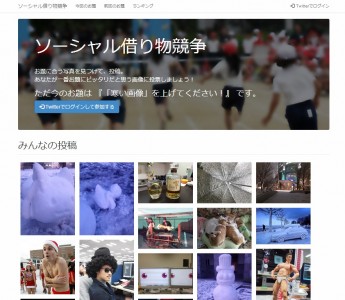 ソーシャル借り物競争 今回のお題 前回のお題 ランキング Twitterでログイン
ソーシャル借り物競争
お題に合う写真を見つけて、投稿。
あなたが一番お題にピッタリだと思う画像に投票しましょう！
ただ今のお題は 『「寒い画像」を上げてください！』 です。
Twitterでログインして参加する
みんなの投稿